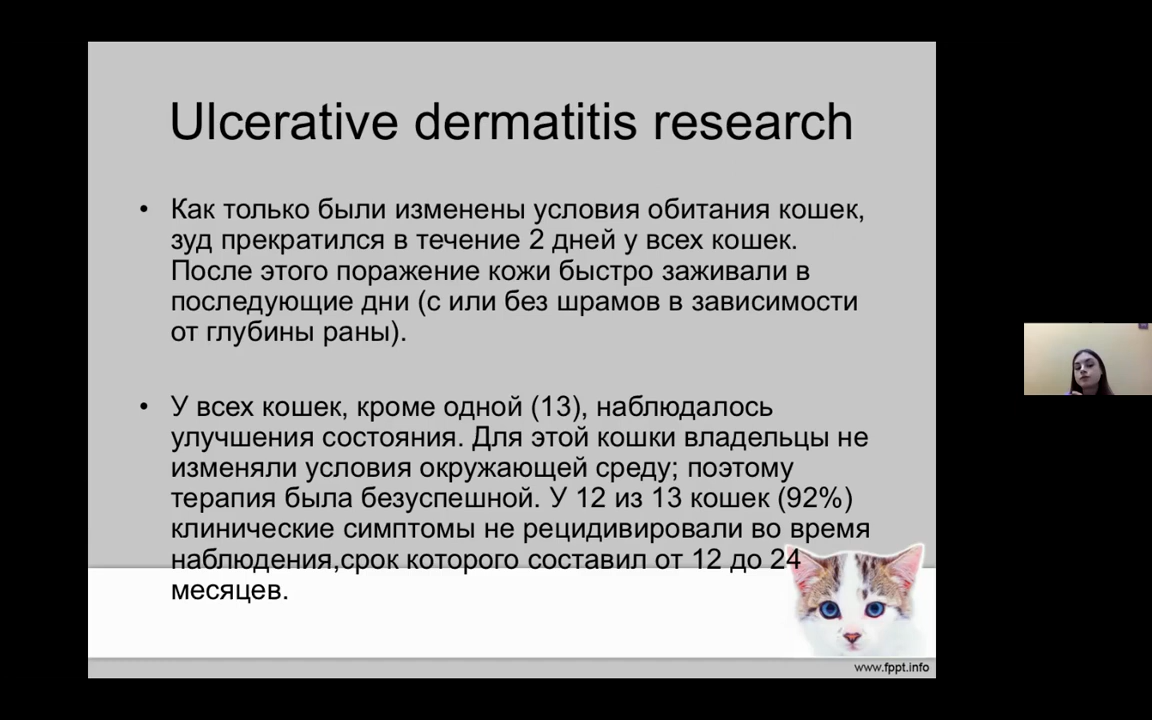 Ulcerative dermatitis research
• Как только были изменены условия обитания кошек,
зуд прекратился в течение 2 дней у всех кошек.
После этого поражение кожи быстро заживали в
последующие дни (с или без шрамов в зависимости
от глубины раны).
• У всех кошек, кроме одной (13), наблюдалось
улучшения состояния. Для этой кошки владельцы не
изменяли условия окружающей среду; поэтому
терапия была безуспешной. У 12 из 13 кошек (92%)
клинические симптомы не рецидивировали во время
наблюдения,срок которого составил от 12 до 24
месяцев.
www.fppt.info